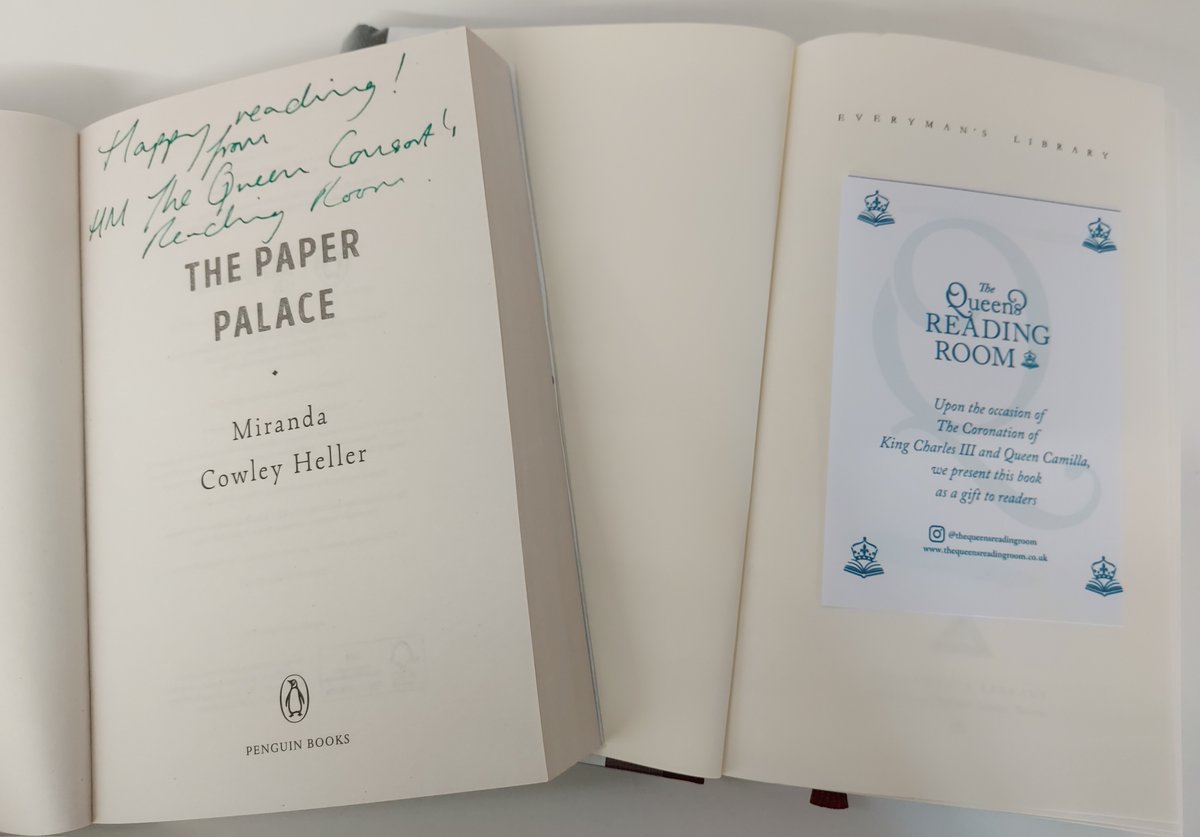 Happy reading!
from
HM The Queen Consort's
Reading Room.
THE PAPER
PALACE
Miranda
Cowley Heller
PENGUIN BOOKS
EVERYMAN'S LIBRARY
The
Queens
READING
ROOM
Upon the occasion of
The Coronation of
King Charles III and Queen Camilla,
we present this book
as a gift to readers
@thequeensreadingroom
www.thequeensreadingroom.co.uk